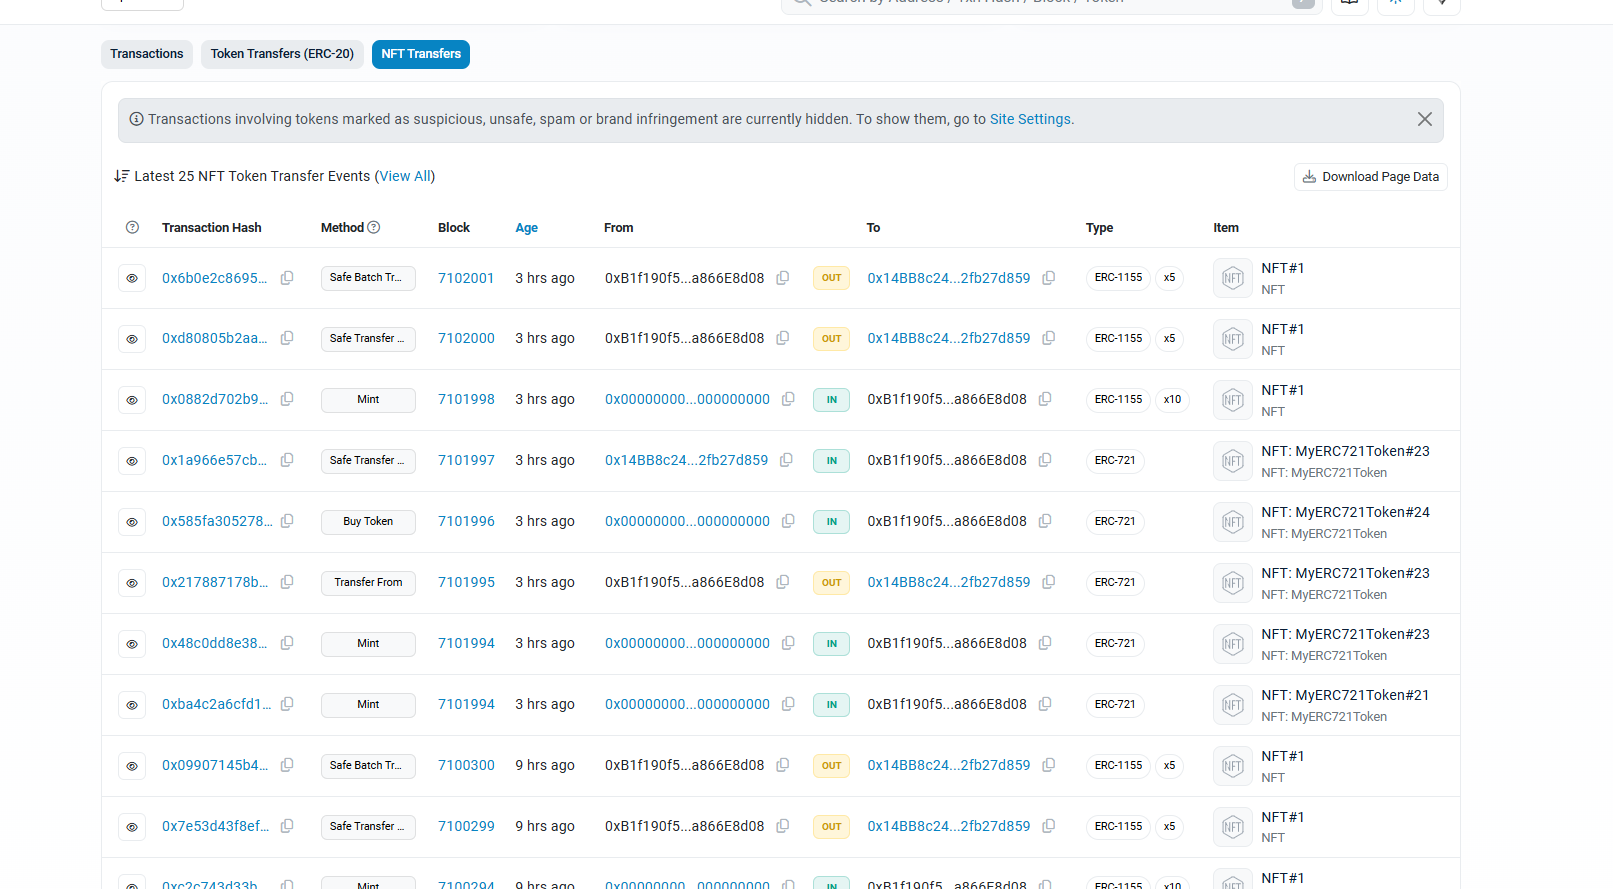 Transactions
Token Transfers (ERC-20)
NFT Transfers
Transactions involving tokens marked as suspicious, unsafe, spam or brand infringement are currently hidden. To show them, go to Site Settings.
Latest 25 NFT Token Transfer Events (View All)
Download Page Data
Transaction Hash Method Block Age From To Type Item
0x6b0e2c8695... Safe Batch Tr... 7102001 3 hrs ago 0xB1f190f5...a866E8d08 OUT 0x14BB8c24...2fb27d859 ERC-1155 x5 NFT#1
NFT
0xd80805b2aa... Safe Transfer ... 7102000 3 hrs ago 0xB1f190f5...a866E8d08 OUT 0x14BB8c24...2fb27d859 ERC-1155 x5 NFT#1
NFT
0x0882d702b9... Mint 7101998 3 hrs ago 0x00000000...000000000 IN 0xB1f190f5...a866E8d08 ERC-1155 x10 NFT#1
NFT
0x1a966e57cb... Safe Transfer ... 7101997 3 hrs ago 0x14BB8c24...2fb27d859 IN 0xB1f190f5...a866E8d08 ERC-721 NFT: MyERC721Token#23
NFT: MyERC721Token
0x585fa305278... Buy Token 7101996 3 hrs ago 0x00000000...000000000 IN 0xB1f190f5...a866E8d08 ERC-721 NFT: MyERC721Token#24
NFT: MyERC721Token
0x217887178b... Transfer From 7101995 3 hrs ago 0xB1f190f5...a866E8d08 OUT 0x14BB8c24...2fb27d859 ERC-721 NFT: MyERC721Token#23
NFT: MyERC721Token
0x48c0dd8e38... Mint 7101994 3 hrs ago 0x00000000...000000000 IN 0xB1f190f5...a866E8d08 ERC-721 NFT: MyERC721Token#23
NFT: MyERC721Token
0xba4c2a6cfd1... Mint 7101994 3 hrs ago 0x00000000...000000000 IN 0xB1f190f5...a866E8d08 ERC-721 NFT: MyERC721Token#21
NFT: MyERC721Token
0x09907145b4... Safe Batch Tr... 7100300 9 hrs ago 0xB1f190f5...a866E8d08 OUT 0x14BB8c24...2fb27d859 ERC-1155 x5 NFT#1
NFT
0x7e53d43f8ef... Safe Transfer ... 7100299 9 hrs ago 0xB1f190f5...a866E8d08 OUT 0x14BB8c24...2fb27d859 ERC-1155 x5 NFT#1
NFT
0xc2c743d33b... Mint 7100294 9 hrs ago 0x00000000...000000000 IN 0xB1f190f5...a866E8d08 ERC-1155 x10 NFT#1